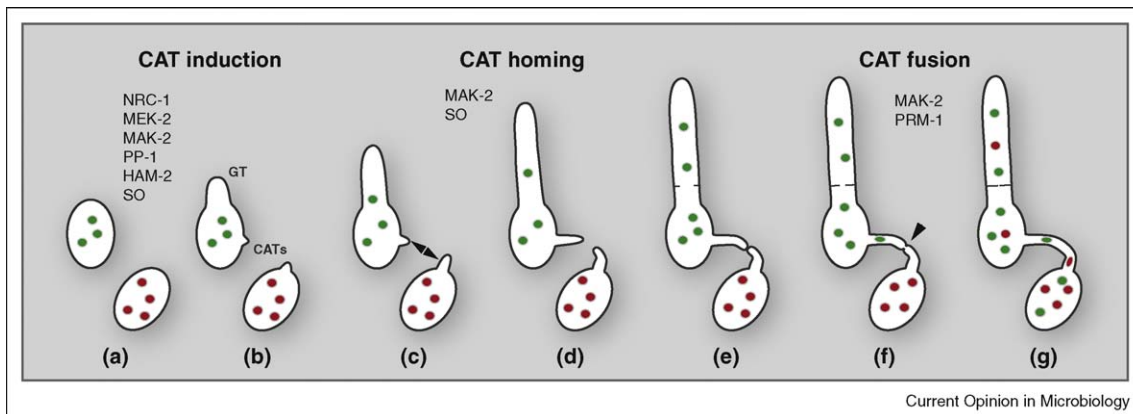 CAT induction
NRC-1
MEK-2
MAK-2
PP-1
HAM-2
SO
GT
CATs
CAT homing
MAK-2
SO
CAT fusion
MAK-2
PRM-1
(a)
(b)
(c)
(d)
(e)
(f)
(g)
Current Opinion in Microbiology